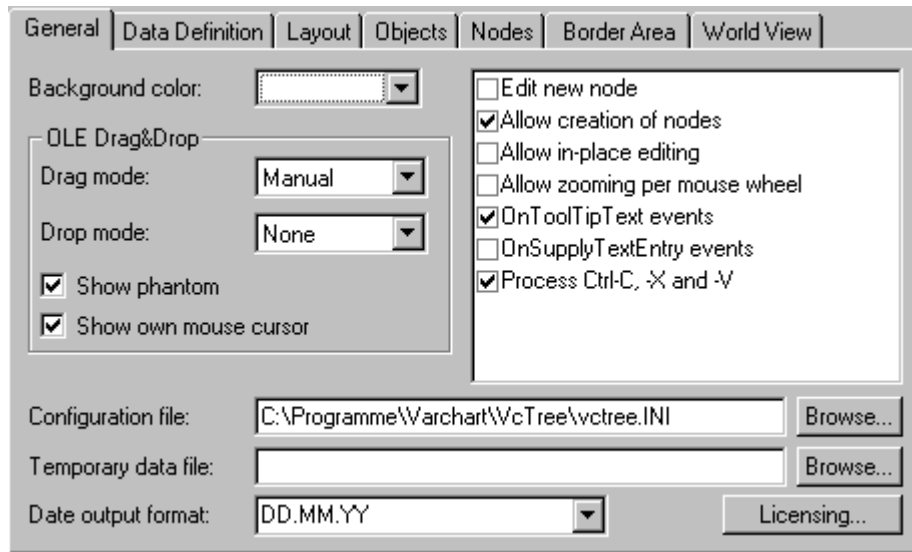 General Data Definition Layout Objects Nodes Border Area World View
Background color:
OLE Drag&Drop
Drag mode: Manual
Drop mode: None
Show phantom
Show own mouse cursor
Edit new node
Allow creation of nodes
Allow in-place editing
Allow zooming per mouse wheel
OnToolTipText events
OnSupplyTextEntry events
Process Ctrl-C, -X and -V
Configuration file: C:\Programme\Varchart\VcTree\vctree.INI Browse...
Temporary data file: Browse...
Date output format: DD.MM.YY Licensing...